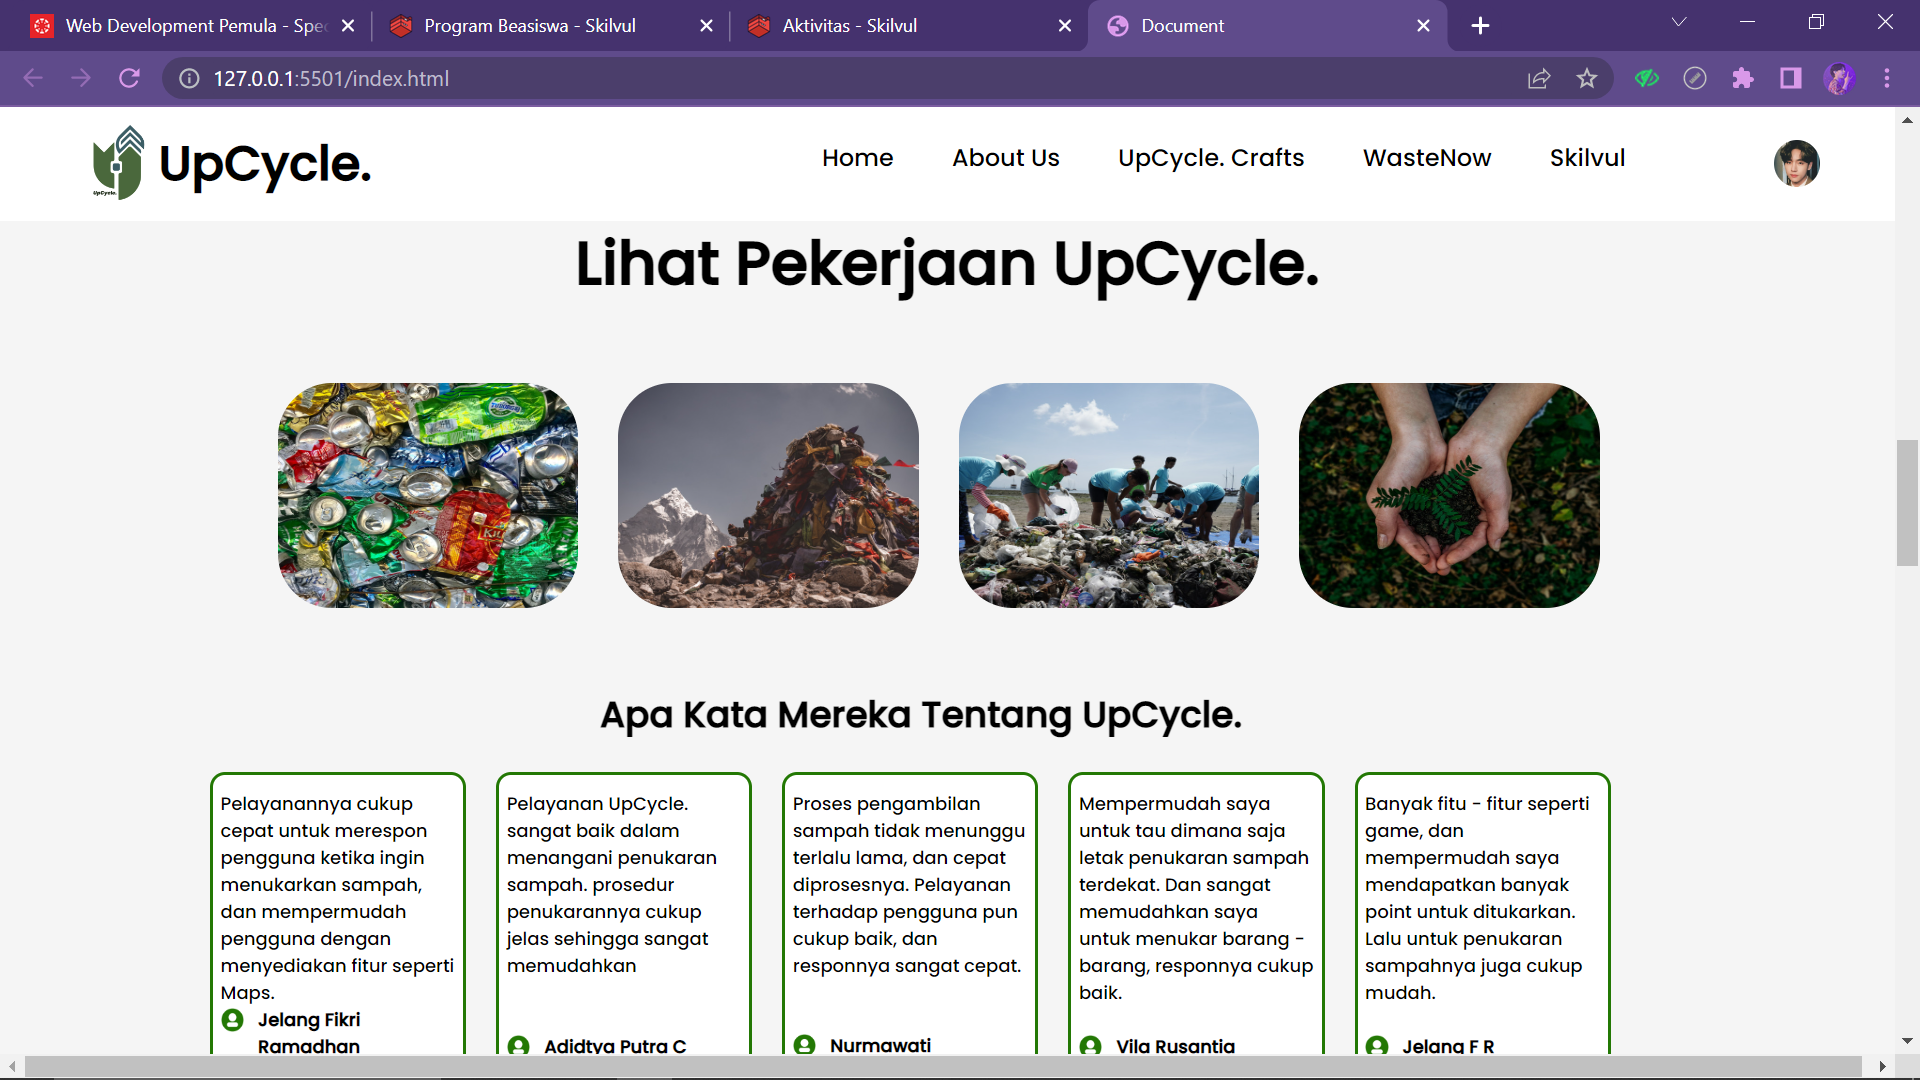 Web Development Pemula - Spec
Program Beasiswa - Skilvul
Aktivitas - Skilvul
Document
127.0.0.1:5501/index.html
UpCycle.
UpCycle.
Home
About Us
UpCycle. Crafts
WasteNow
Skilvul
Lihat Pekerjaan UpCycle.
Apa Kata Mereka Tentang UpCycle.
Pelayanannya cukup
cepat untuk merespon
pengguna ketika ingin
menukarkan sampah,
dan mempermudah
pengguna dengan
menyediakan fitur seperti
Maps.
Jelang Fikri
Ramadhan
Pelayanan UpCycle.
sangat baik dalam
menangani penukaran
sampah. prosedur
penukarannya cukup
jelas sehingga sangat
memudahkan
Adidtya Putra C
Proses pengambilan
sampah tidak menunggu
terlalu lama, dan cepat
diprosesnya. Pelayanan
terhadap pengguna pun
cukup baik, dan
responnya sangat cepat.
Nurmawati
Mempermudah saya
untuk tau dimana saja
letak penukaran sampah
terdekat. Dan sangat
memudahkan saya
untuk menukar barang -
barang, responnya cukup
baik.
Vila Rusantia
Banyak fitu - fitur seperti
game, dan
mempermudah saya
mendapatkan banyak
point untuk ditukarkan.
Lalu untuk penukaran
sampahnya juga cukup
mudah.
Jelang F R